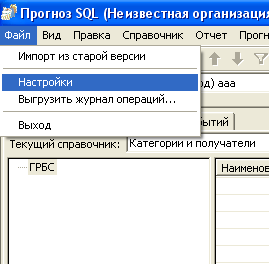 Прогноз SQL (Неизвестная организаци
Файл Вид Правка Справочник Отчет Прогн
Импорт из старой версии
Настройки
Выгрузить журнал операций...
Выход
ааа
бытий
Текущий справочник: Категории и получатели
ГРБС
Наименов